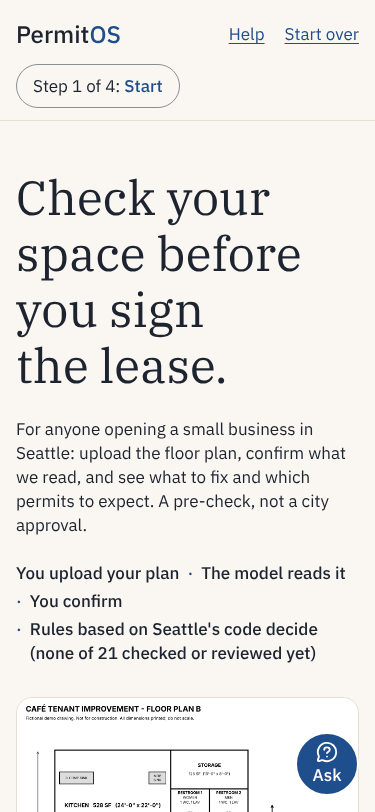 PermitOS
Help
Start over
Step 1 of 4: Start
Check your
space before
you sign
the lease.
For anyone opening a small business in
Seattle: upload the floor plan, confirm what
we read, and see what to fix and which
permits to expect. A pre-check, not a city
approval.
You upload your plan · The model reads it
· You confirm
· Rules based on Seattle's code decide
(none of 21 checked or reviewed yet)
CAFÉ TENANT IMPROVEMENT - FLOOR PLAN B
Fictional demo drawing. Not for construction. All dimensions printed: do not scale.
STORAGE
RESTROOM 1
WOMEN
RESTROOM 2
MEN
KITCHEN 528 SF (24'-0" x 22'-0")
Ask